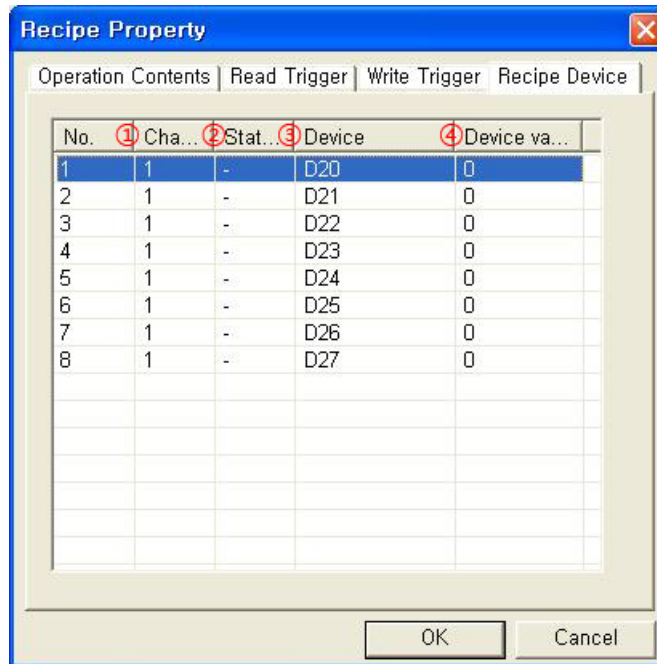 Recipe Property
Operation Contents Read Trigger Write Trigger Recipe Device
No. ① Cha... ② Stat... ③ Device ④ Device va...
1 1 - D20 0
2 1 - D21 0
3 1 - D22 0
4 1 - D23 0
5 1 - D24 0
6 1 - D25 0
7 1 - D26 0
8 1 - D27 0
OK Cancel